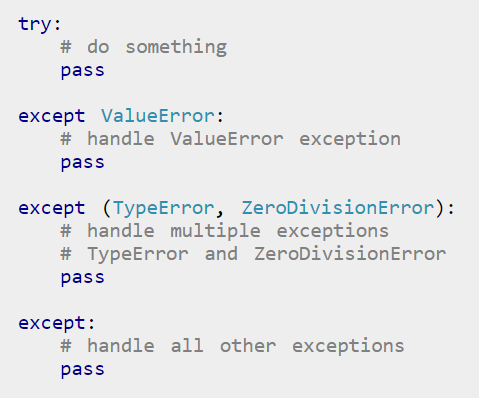 try:
    # do something
    pass

except ValueError:
    # handle ValueError exception
    pass

except (TypeError, ZeroDivisionError):
    # handle multiple exceptions
    # TypeError and ZeroDivisionError
    pass

except:
    # handle all other exceptions
    pass